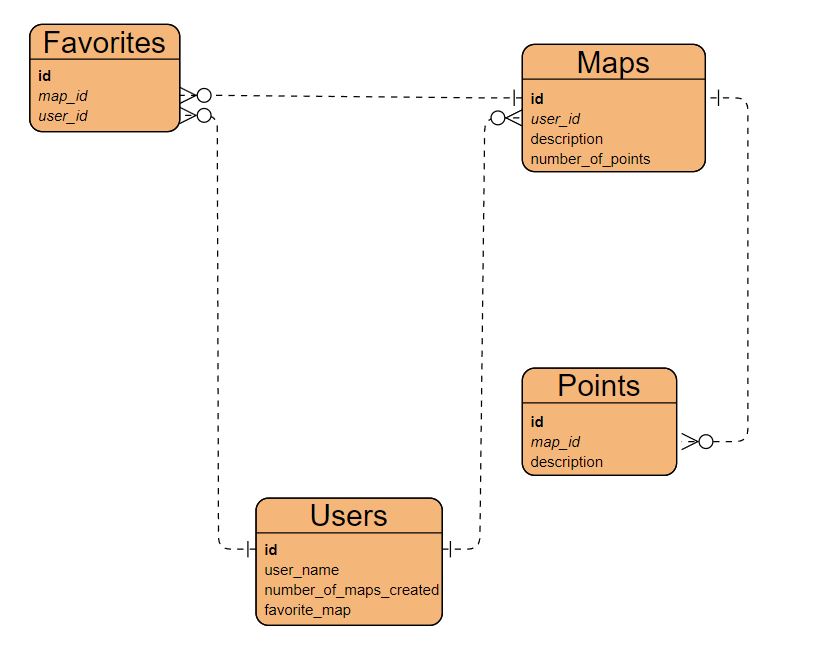 Favorites
id
map_id
user_id
Maps
id
user_id
description
number_of_points
Points
id
map_id
description
Users
id
user_name
number_of_maps_created
favorite_map